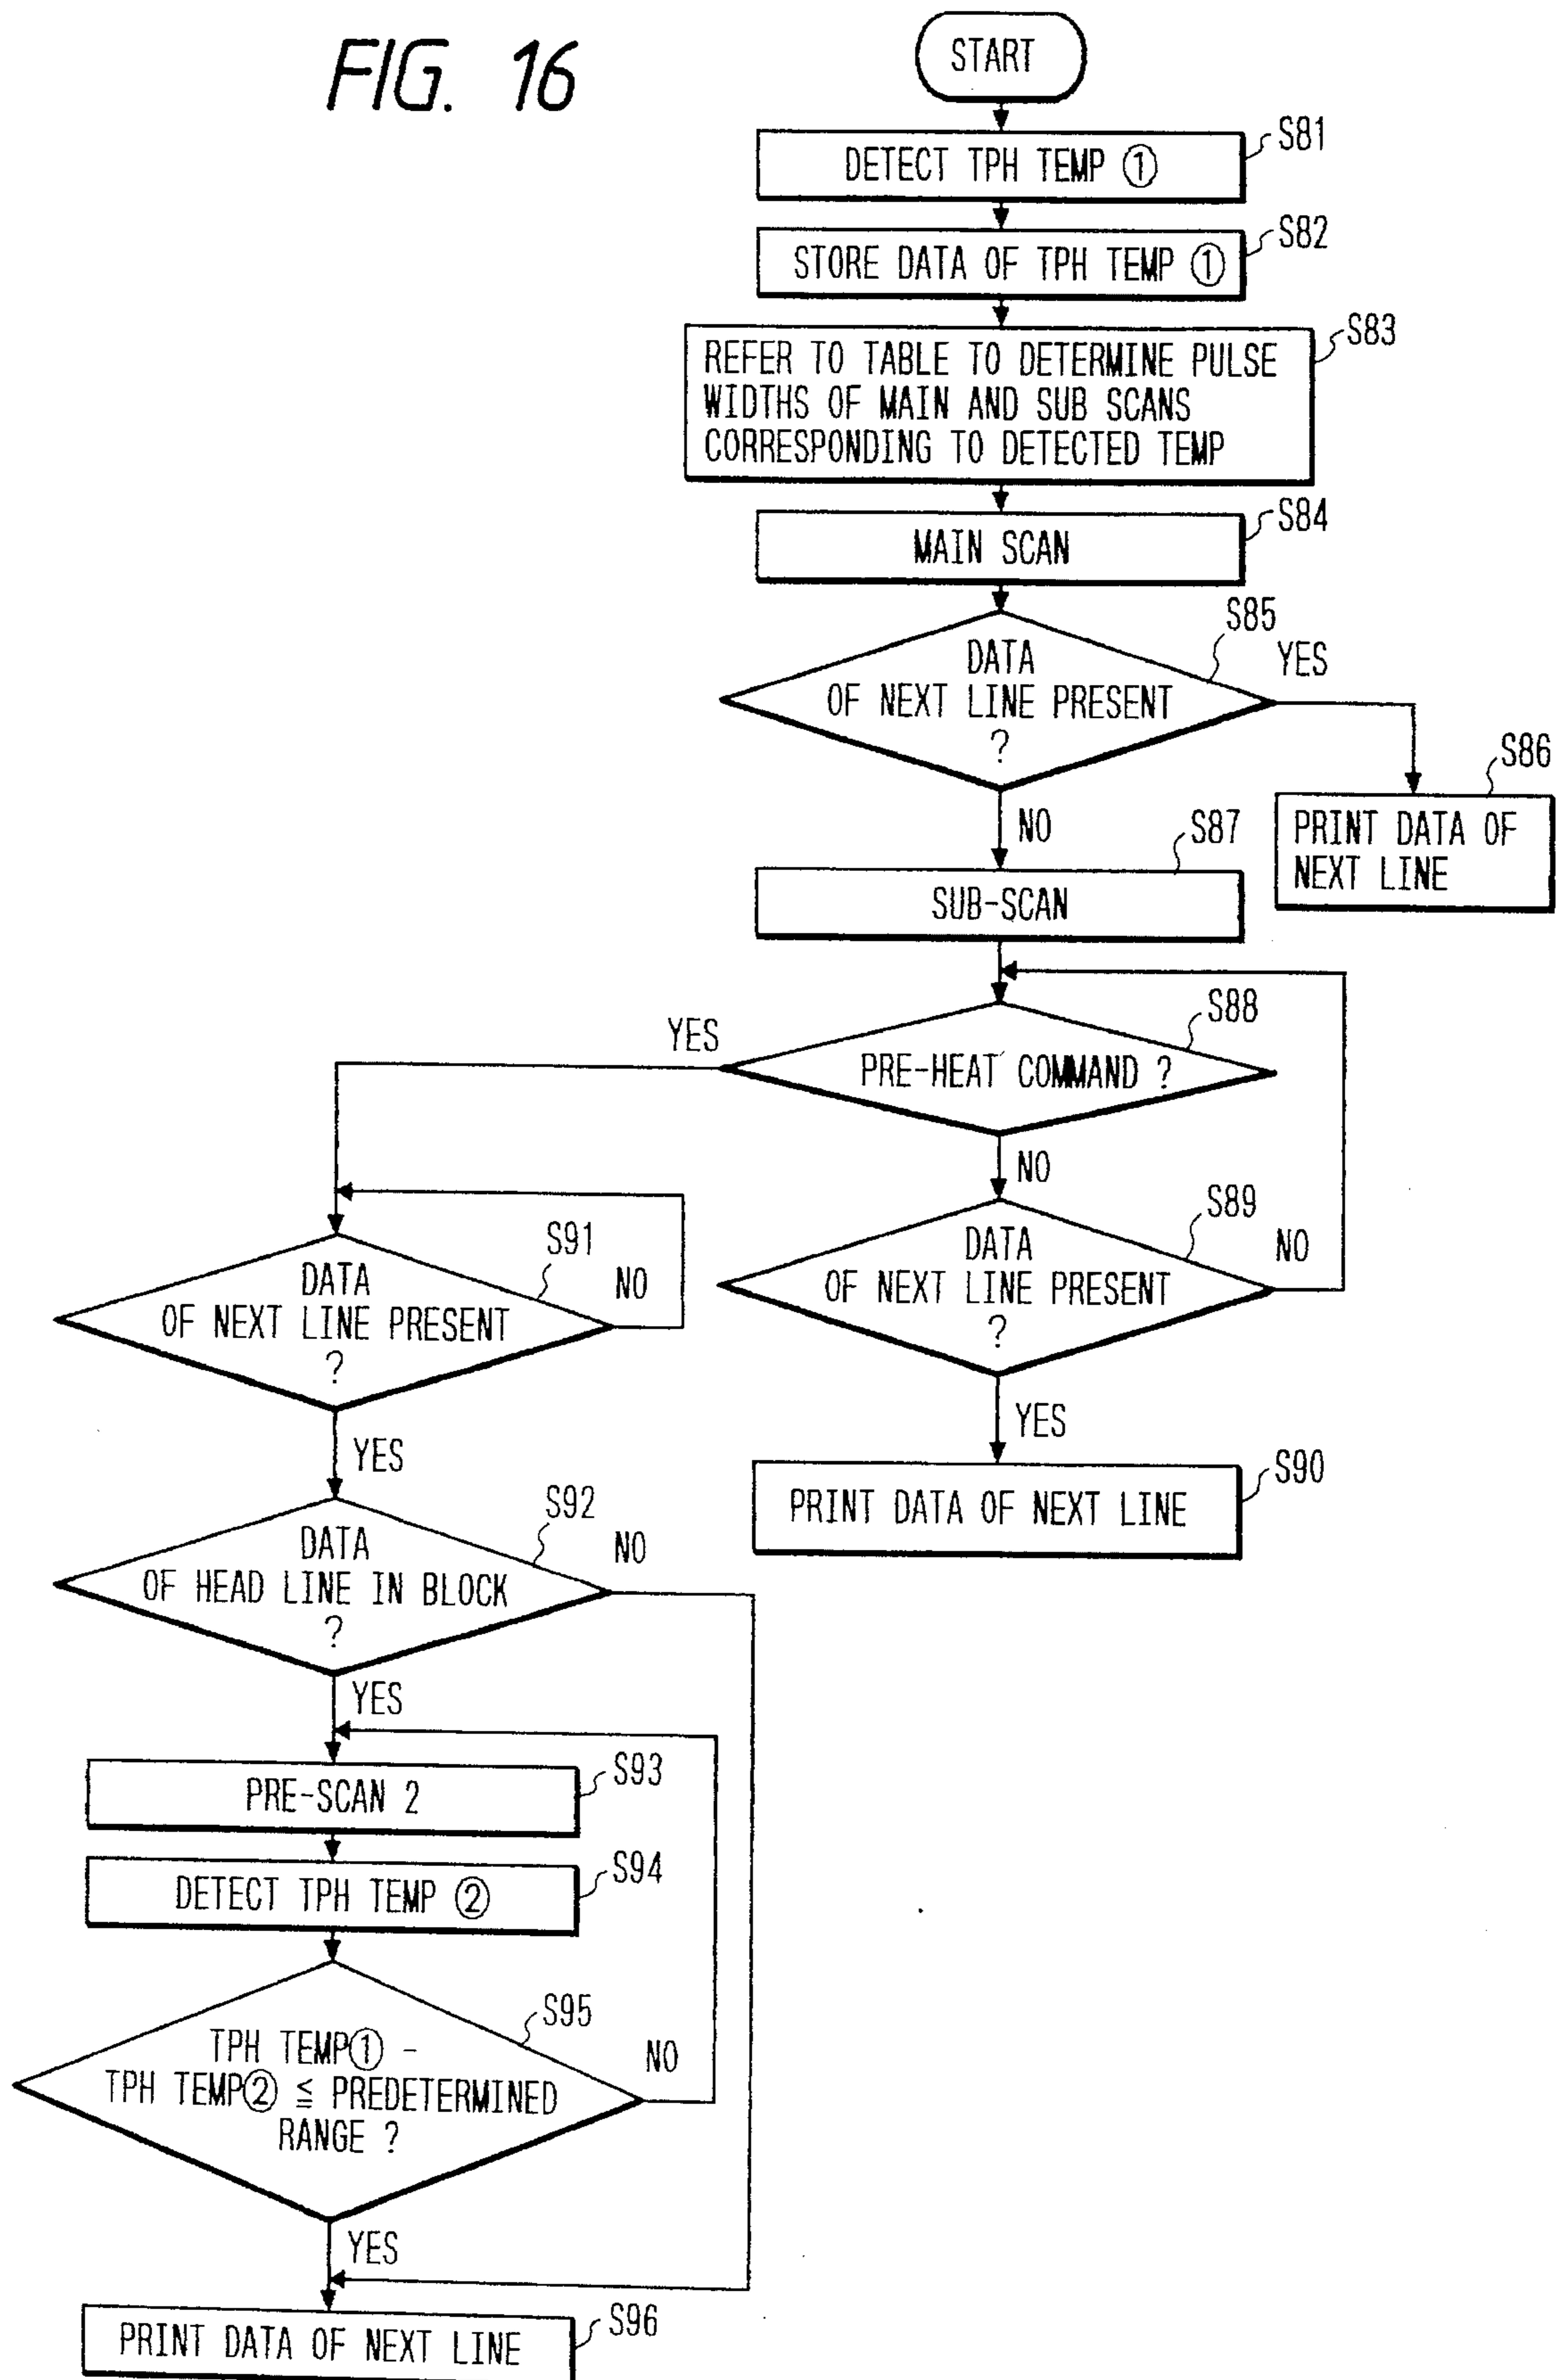 FIG. 16
START
DETECT TPH TEMP ①
S81
STORE DATA OF TPH TEMP ①
S82
REFER TO TABLE TO DETERMINE PULSE
WIDTHS OF MAIN AND SUB SCANS
CORRESPONDING TO DETECTED TEMP
S83
MAIN SCAN
S84
DATA
OF NEXT LINE PRESENT
?
S85
YES
NO
PRINT DATA OF
NEXT LINE
S86
SUB-SCAN
S87
PRE-HEAT COMMAND ?
S88
YES
NO
DATA
OF NEXT LINE PRESENT
?
S89
NO
YES
PRINT DATA OF NEXT LINE
S90
DATA
OF NEXT LINE PRESENT
?
S91
NO
YES
DATA
OF HEAD LINE IN BLOCK
?
S92
NO
YES
PRE-SCAN 2
S93
DETECT TPH TEMP ②
S94
TPH TEMP① -
TPH TEMP② ≦ PREDETERMINED
RANGE ?
S95
NO
YES
PRINT DATA OF NEXT LINE
S96